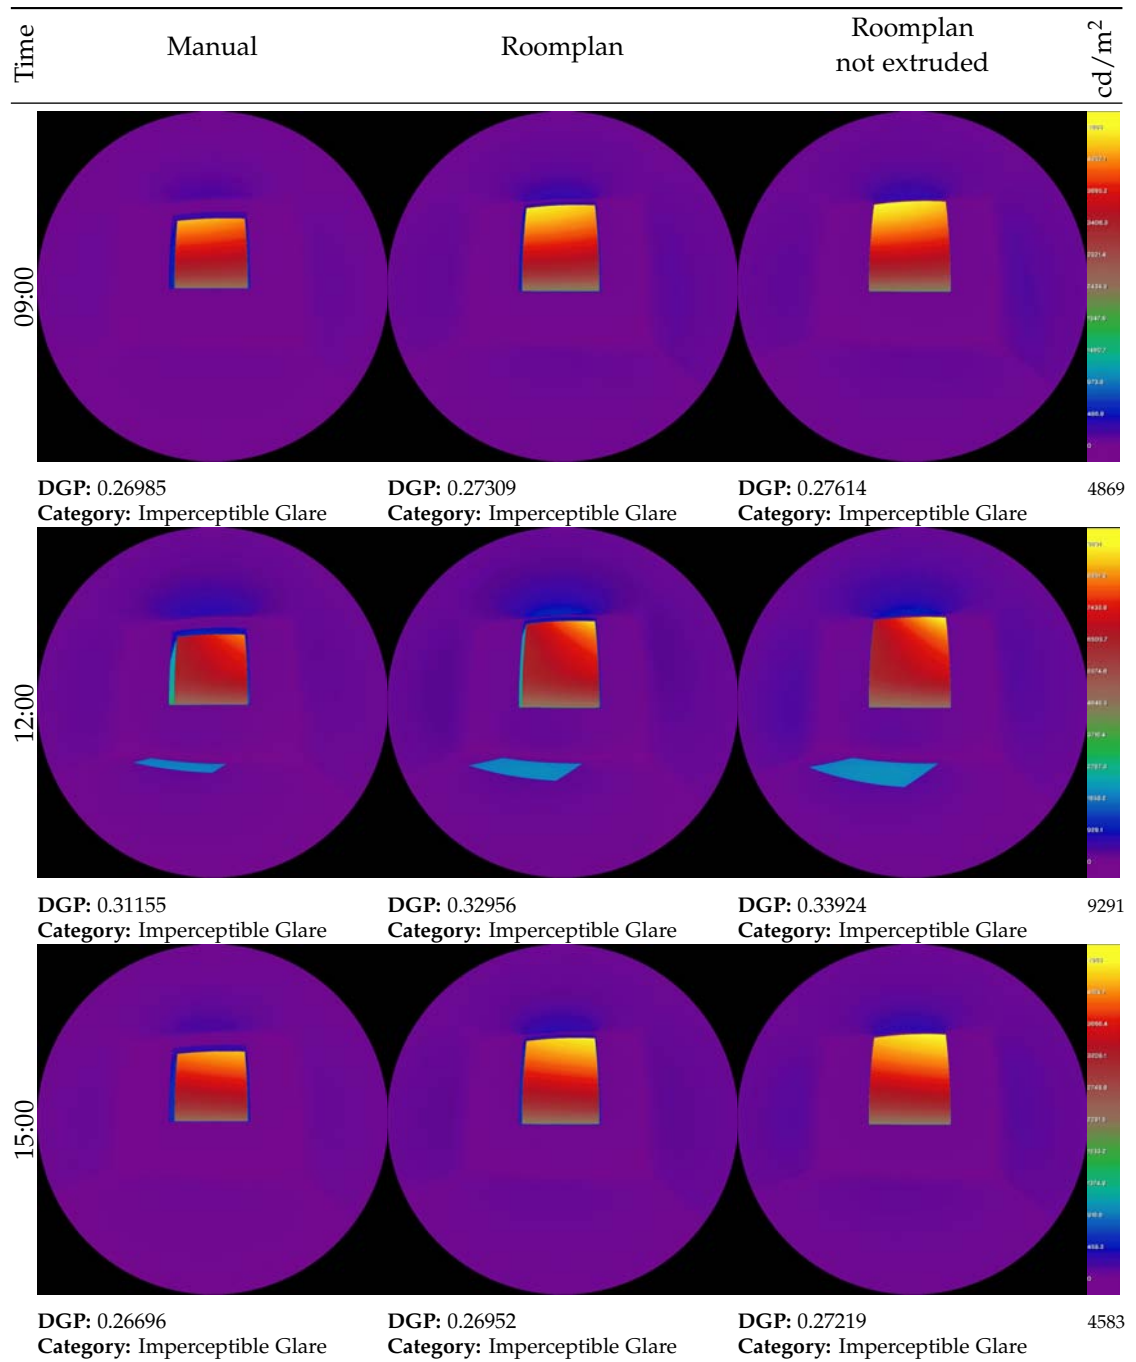 Time
Manual
Roomplan
Roomplan
not extruded
cd/m²
09:00
DGP: 0.26985
Category: Imperceptible Glare
DGP: 0.27309
Category: Imperceptible Glare
DGP: 0.27614
Category: Imperceptible Glare
4869
12:00
DGP: 0.31155
Category: Imperceptible Glare
DGP: 0.32956
Category: Imperceptible Glare
DGP: 0.33924
Category: Imperceptible Glare
9291
15:00
DGP: 0.26696
Category: Imperceptible Glare
DGP: 0.26952
Category: Imperceptible Glare
DGP: 0.27219
Category: Imperceptible Glare
4583